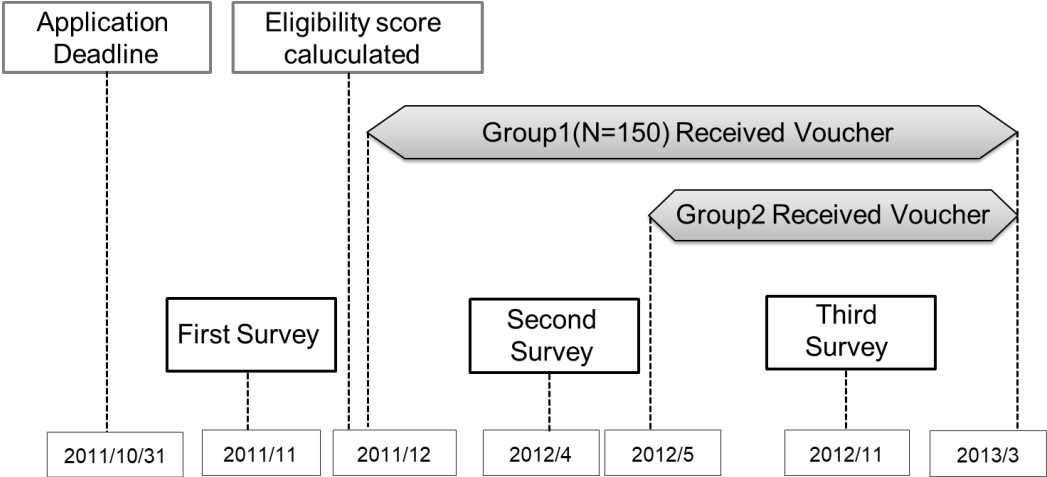 Application
Deadline
Eligibility score
caluculated
Group1(N=150) Received Voucher
Group2 Received Voucher
First Survey
Second
Survey
Third
Survey
2011/10/31
2011/11
2011/12
2012/4
2012/5
2012/11
2013/3